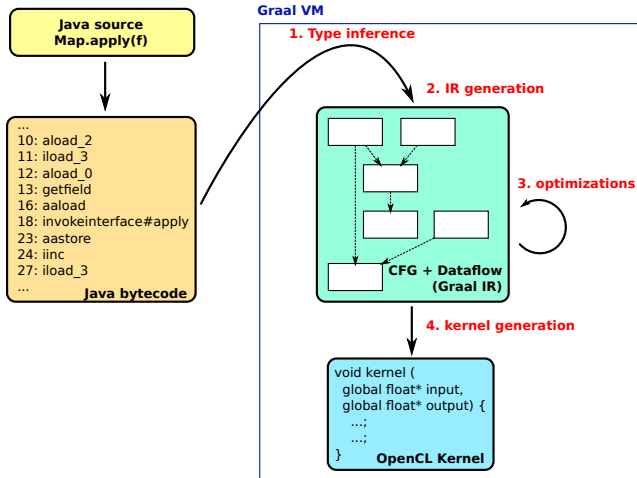 Graal VM
Java source
Map.apply(f)
1. Type inference
2. IR generation
...
10: aload_2
11: iload_3
12: aload_0
13: getfield
16: aaload
18: invokeinterface#apply
23: aastore
24: iinc
27: iload_3
...
Java bytecode
3. optimizations
CFG + Dataflow
(Graal IR)
4. kernel generation
void kernel (
global float* input,
global float* output) {
...;
...;
}
OpenCL Kernel